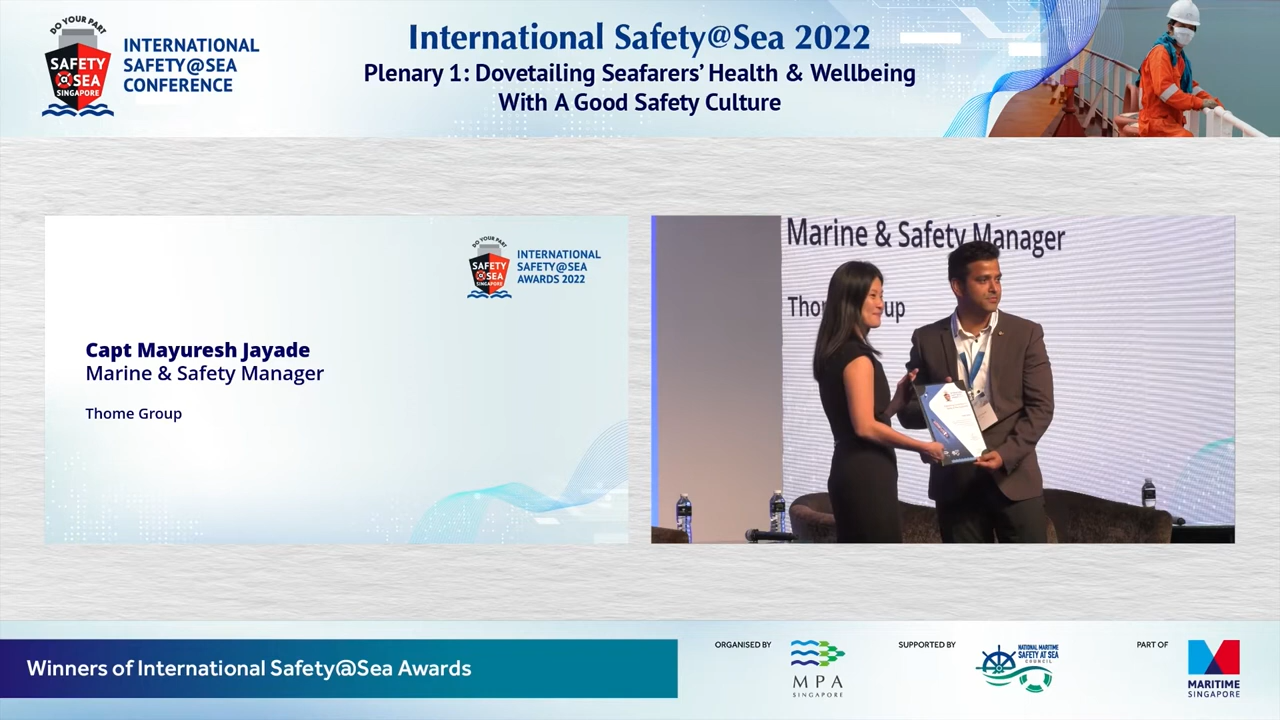 DO YOUR PART
SAFETY
@SEA
SINGAPORE
INTERNATIONAL
SAFETY@SEA
CONFERENCE
International Safety@Sea 2022
Plenary 1: Dovetailing Seafarers' Health & Wellbeing
With A Good Safety Culture
DO YOUR PART
SAFETY
@SEA
SINGAPORE
INTERNATIONAL
SAFETY@SEA
AWARDS 2022
Capt Mayuresh Jayade
Marine & Safety Manager
Thome Group
Marine & Safety Manager
Winners of International Safety@Sea Awards
ORGANISED BY
MPA
SINGAPORE
SUPPORTED BY
NATIONAL MARITIME
SAFETY AT SEA
COUNCIL
PART OF
MARITIME
SINGAPORE